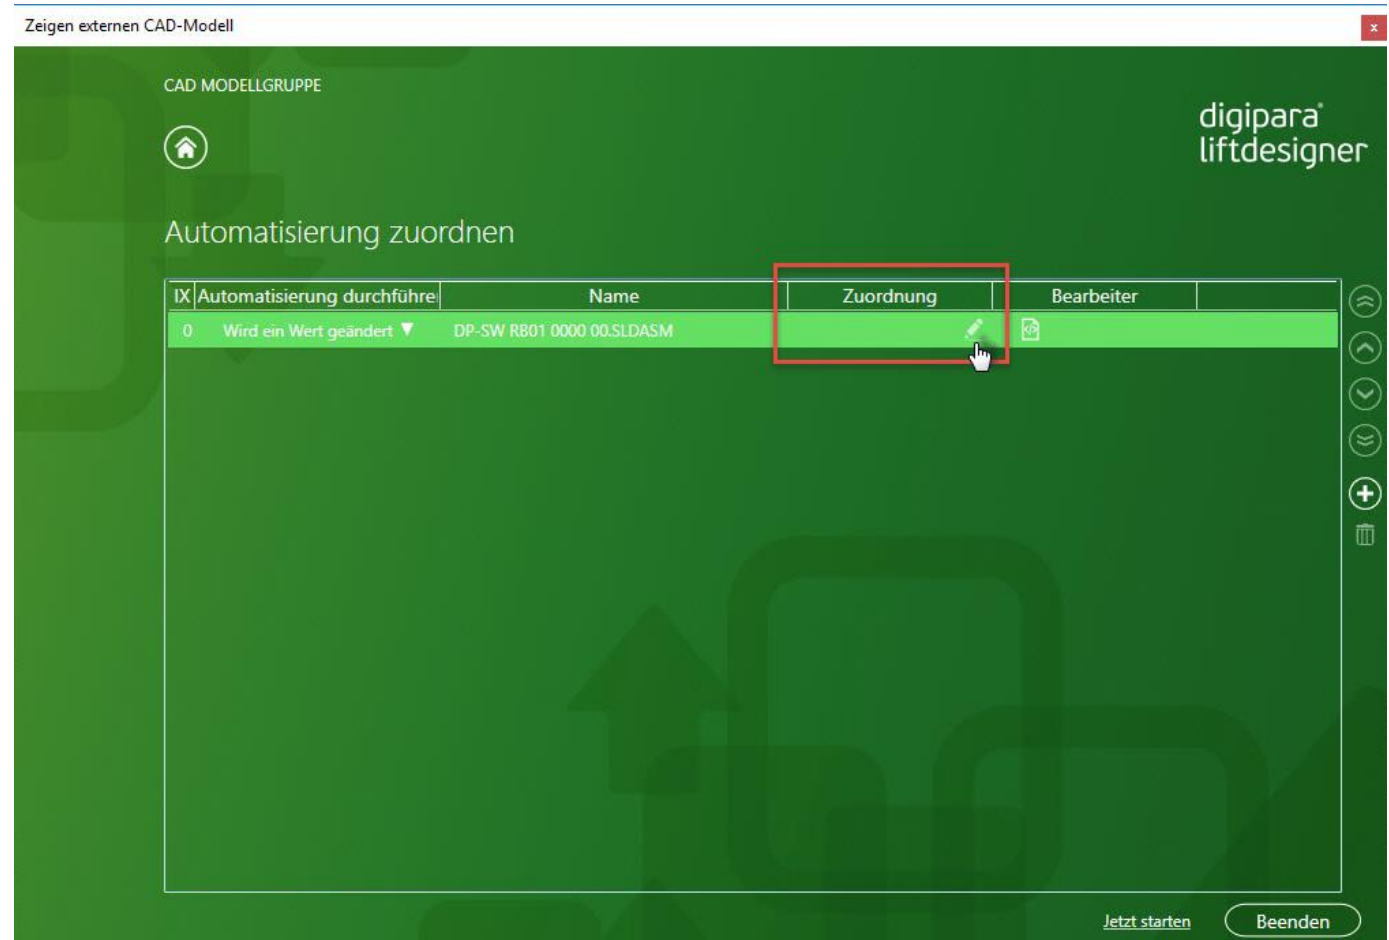 Zeigen externen CAD-Modell
x
CAD MODELLGRUPPE
digipara®
liftdesigner
Automatisierung zuordnen
IX Automatisierung durchführe Name Zuordnung Bearbeiter
0 Wird ein Wert geändert DP-SW RB01 0000 00.SLDASM
Jetzt starten Beenden